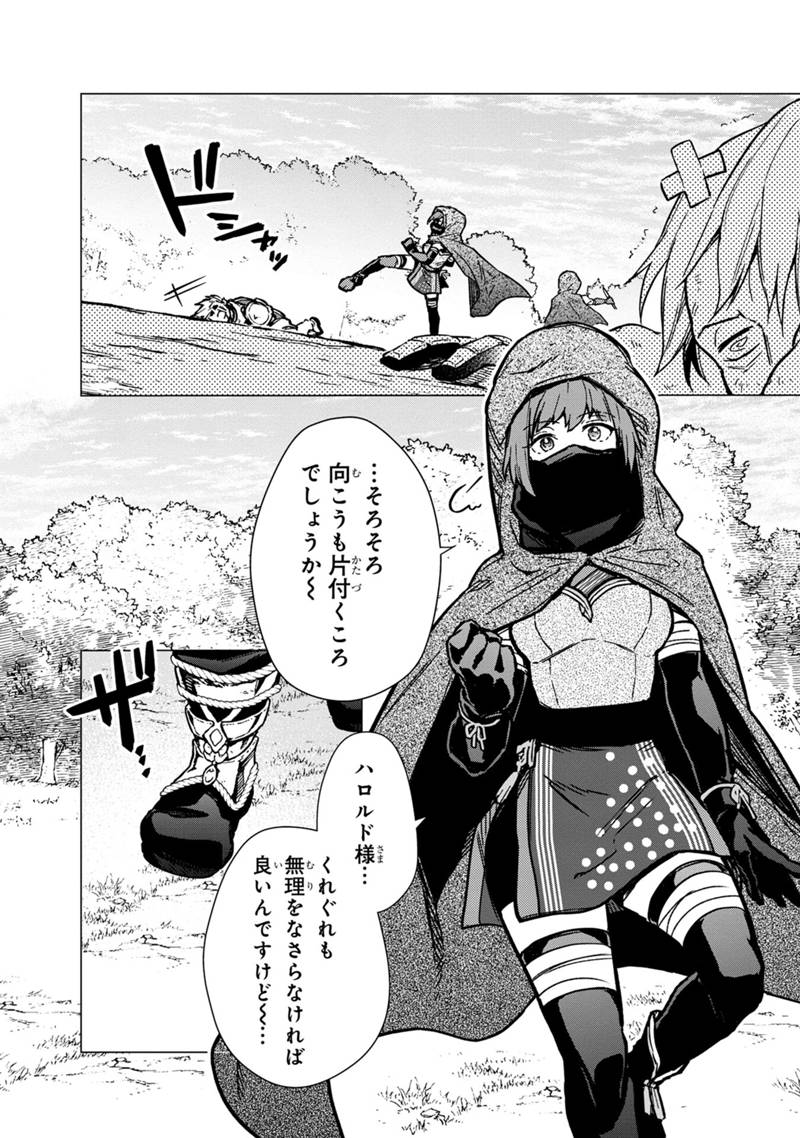 ドシャッ
…そろそろ
向こうも片付くころ
でしょうか〜
ハロルド様…
くれぐれも
無理をなさらなければ
良いんですけど〜…
ザッ